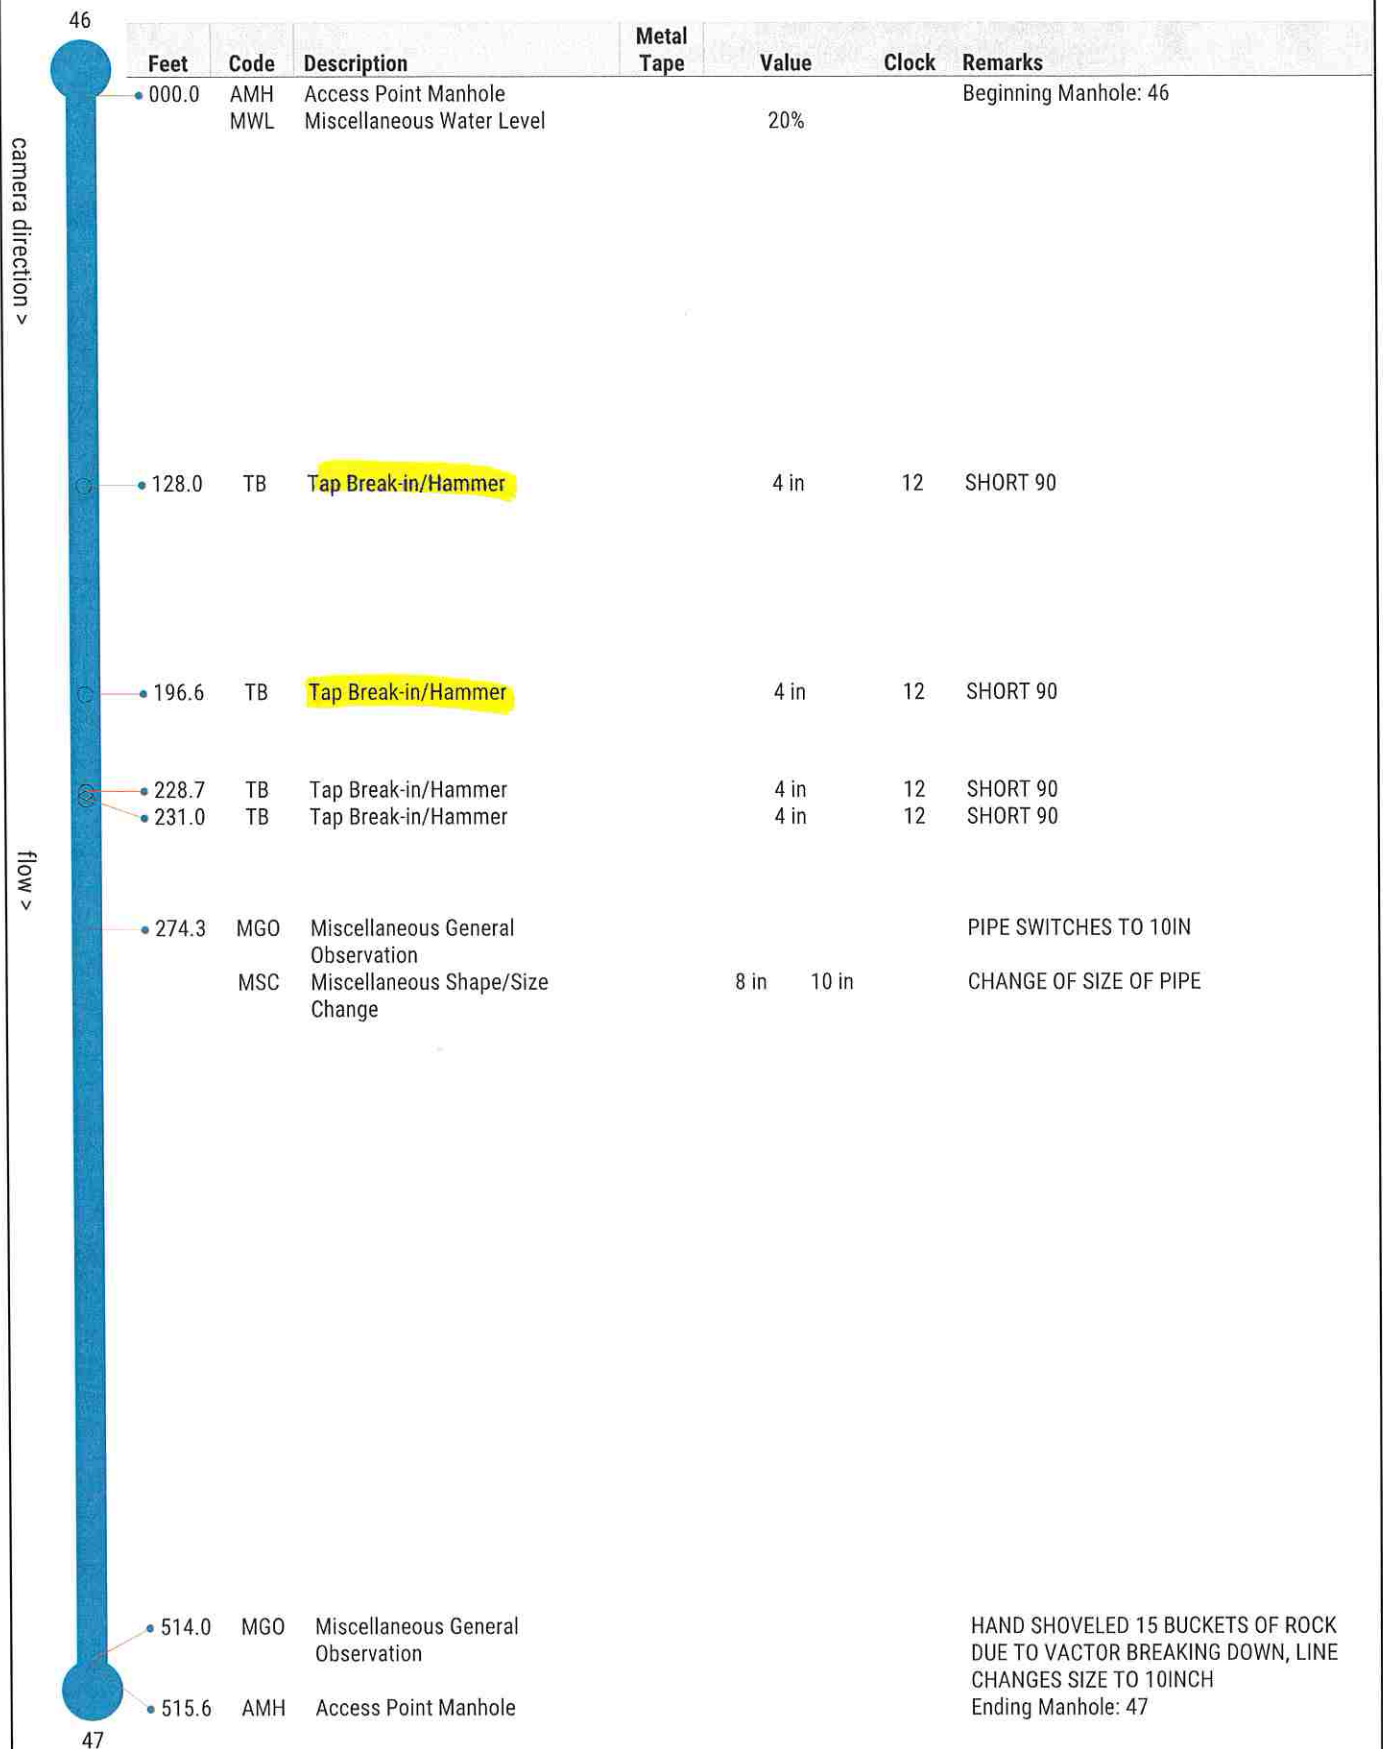 46
Metal
Feet Code Description Tape Value Clock Remarks
000.0 AMH Access Point Manhole Beginning Manhole: 46
MWL Miscellaneous Water Level 20%
camera direction >
128.0 TB Tap Break-in/Hammer 4 in 12 SHORT 90
196.6 TB Tap Break-in/Hammer 4 in 12 SHORT 90
228.7 TB Tap Break-in/Hammer 4 in 12 SHORT 90
231.0 TB Tap Break-in/Hammer 4 in 12 SHORT 90
flow >
274.3 MGO Miscellaneous General PIPE SWITCHES TO 10IN
Observation
MSC Miscellaneous Shape/Size 8 in 10 in CHANGE OF SIZE OF PIPE
Change
514.0 MGO Miscellaneous General HAND SHOVELED 15 BUCKETS OF ROCK
Observation DUE TO VACTOR BREAKING DOWN, LINE
CHANGES SIZE TO 10INCH
515.6 AMH Access Point Manhole Ending Manhole: 47
47